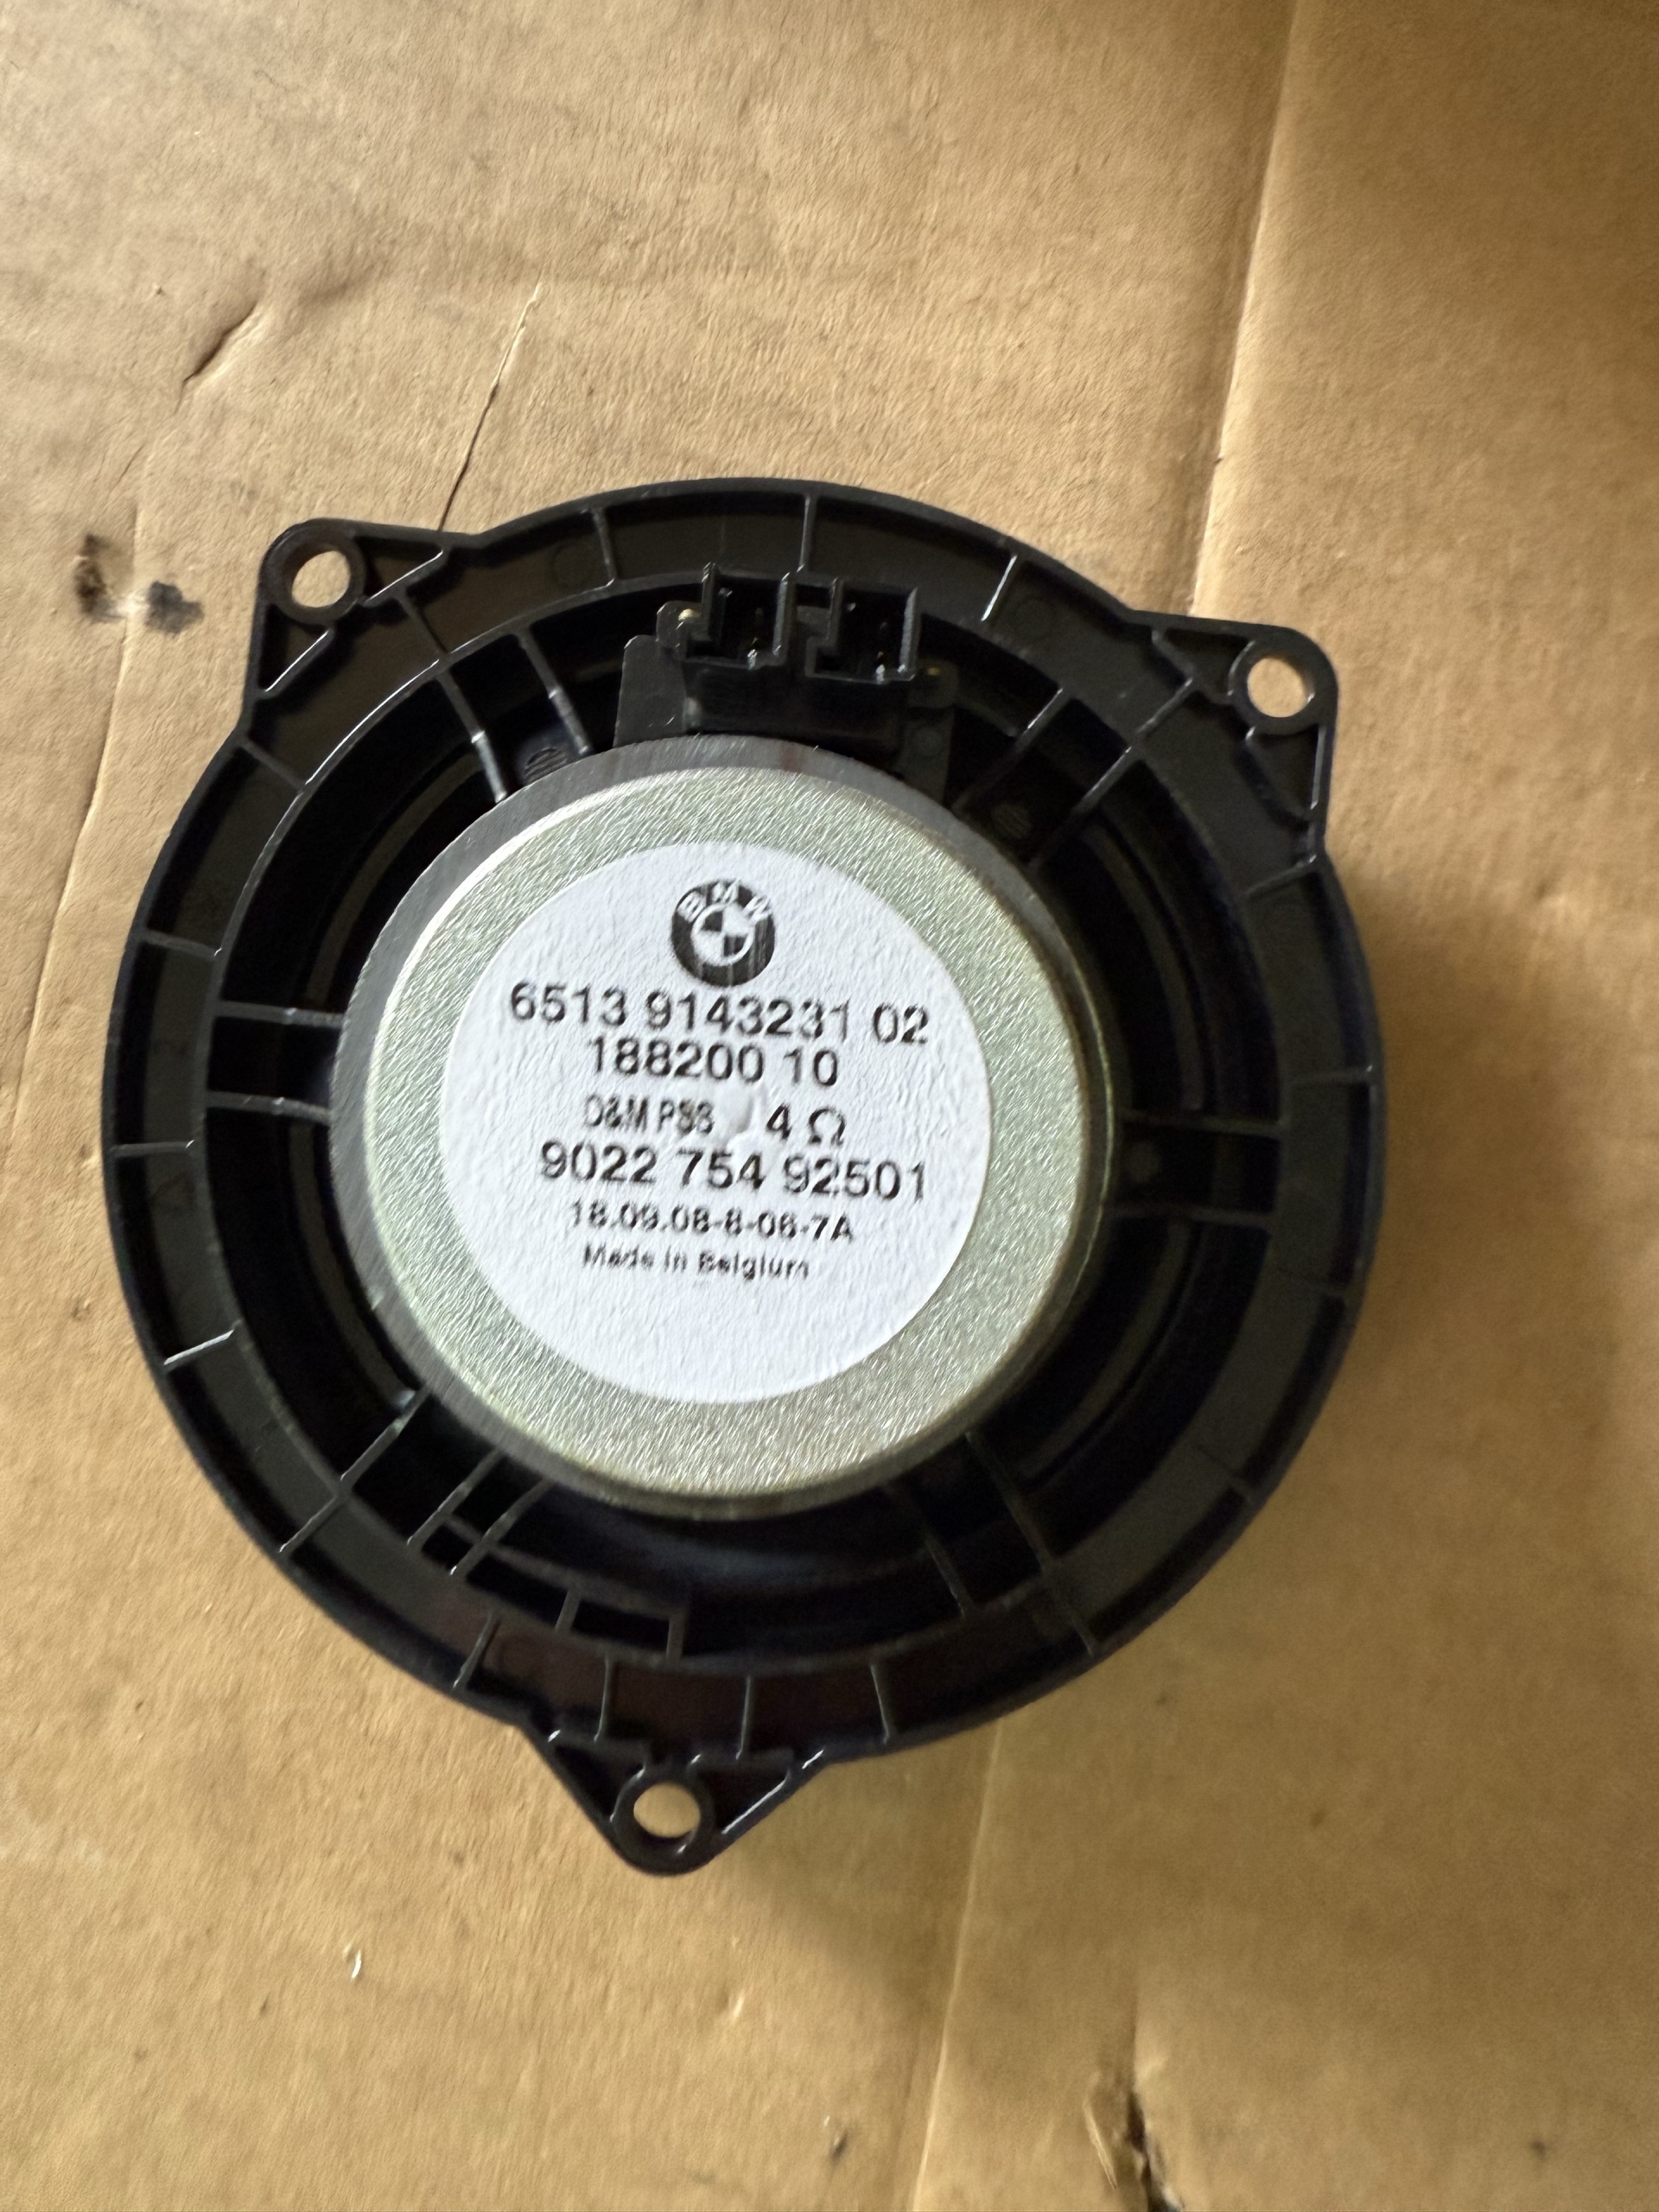 BMW
6513 9143231 02
188200 10
D&M PSS 4 Ω
9022 754 92501
18.09.08-8-06-7A
Made in Belgium